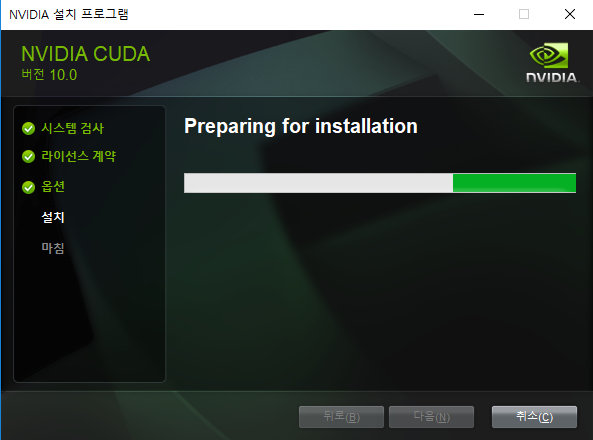 NVIDIA 설치 프로그램
NVIDIA CUDA
버전 10.0
NVIDIA.
시스템 검사
라이선스 계약
옵션
설치
마침
Preparing for installation
뒤로(B)
다음(N)
취소(C)